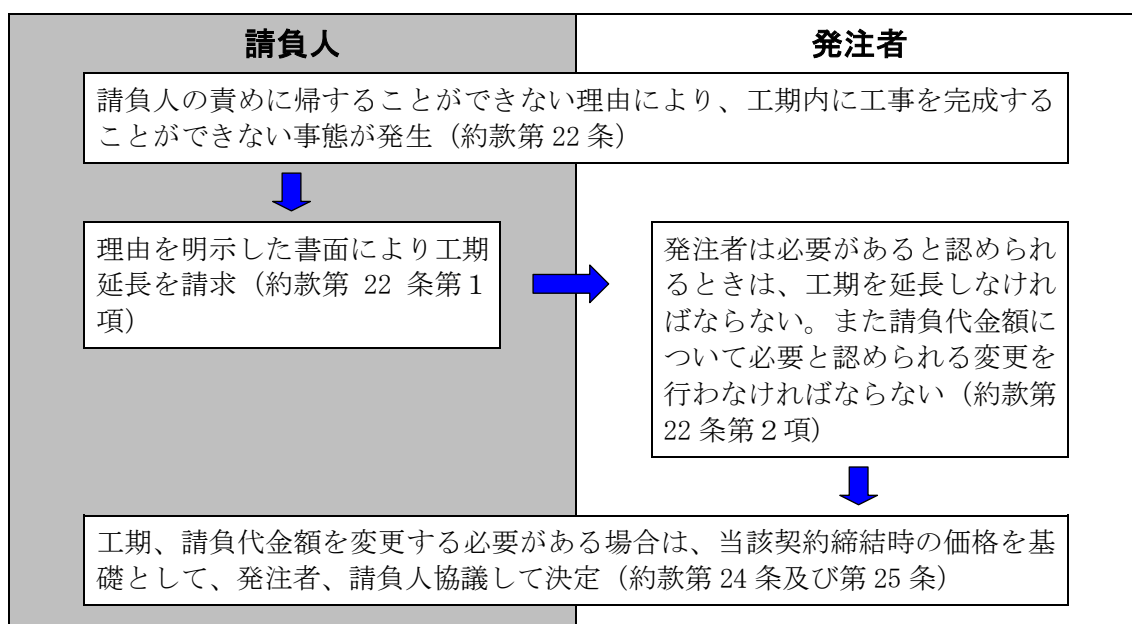 請負人
発注者
請負人の責めに帰することができない理由により、工期内に工事を完成する
ことができない事態が発生（約款第 22 条）
理由を明示した書面により工期
延長を請求（約款第 22 条第１
項）
発注者は必要があると認められ
るときは、工期を延長しなけれ
ばならない。また請負代金額に
ついて必要と認められる変更を
行わなければならない（約款第
22 条第２項）
工期、請負代金額を変更する必要がある場合は、当該契約締結時の価格を基
礎として、発注者、請負人協議して決定（約款第 24 条及び第 25 条）